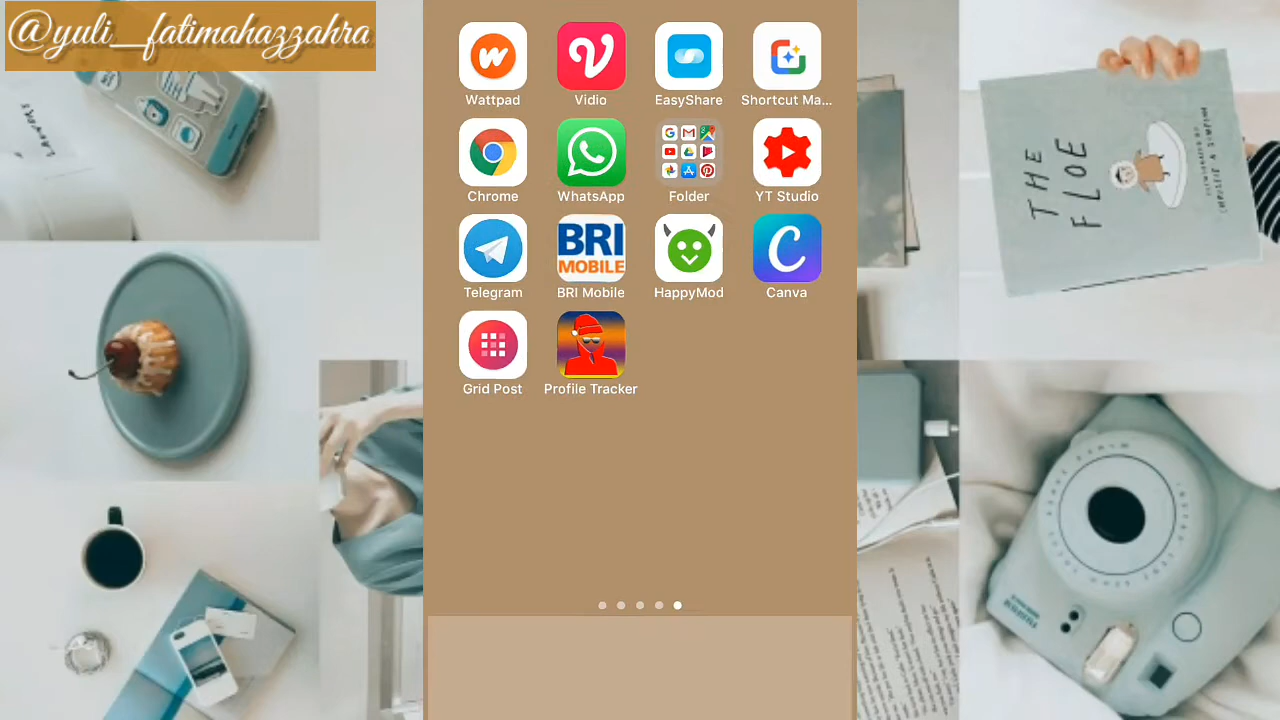 @yuli_fatimahazzahra
Wattpad
Vidio
EasyShare
Shortcut Ma...
Chrome
WhatsApp
Folder
YT Studio
BRI
MOBILE
Telegram
BRI Mobile
HappyMod
Canva
Grid Post
Profile Tracker
THE
FLOE